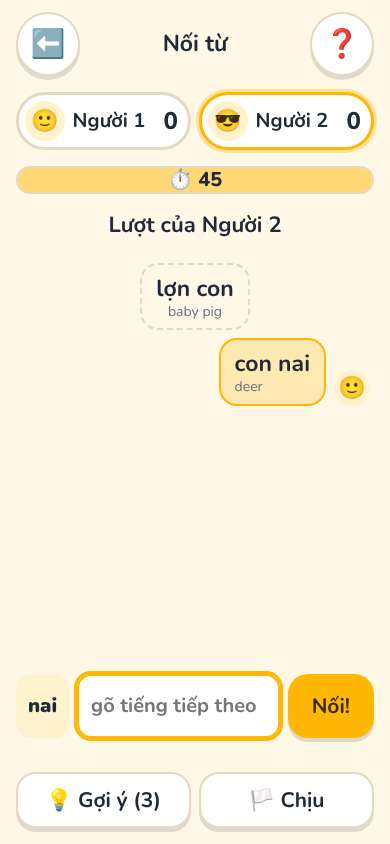 Nối từ
Người 1 0
Người 2 0
45
Lượt của Người 2
lợn con
baby pig
con nai
deer
nai
gõ tiếng tiếp theo
Nối!
Gợi ý (3)
Chịu